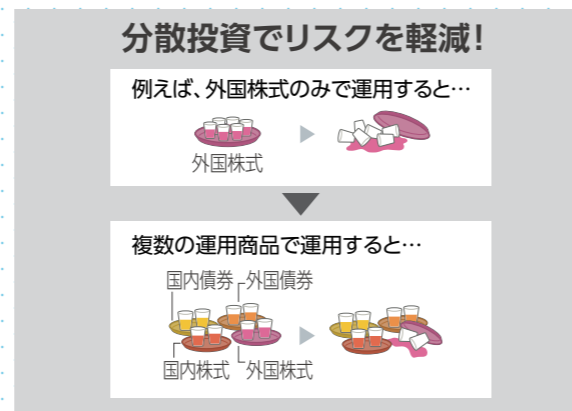 分散投資でリスクを軽減!
例えば、外国株式のみで運用すると…
外国株式
複数の運用商品で運用すると…
国内債券 外国債券
国内株式 外国株式